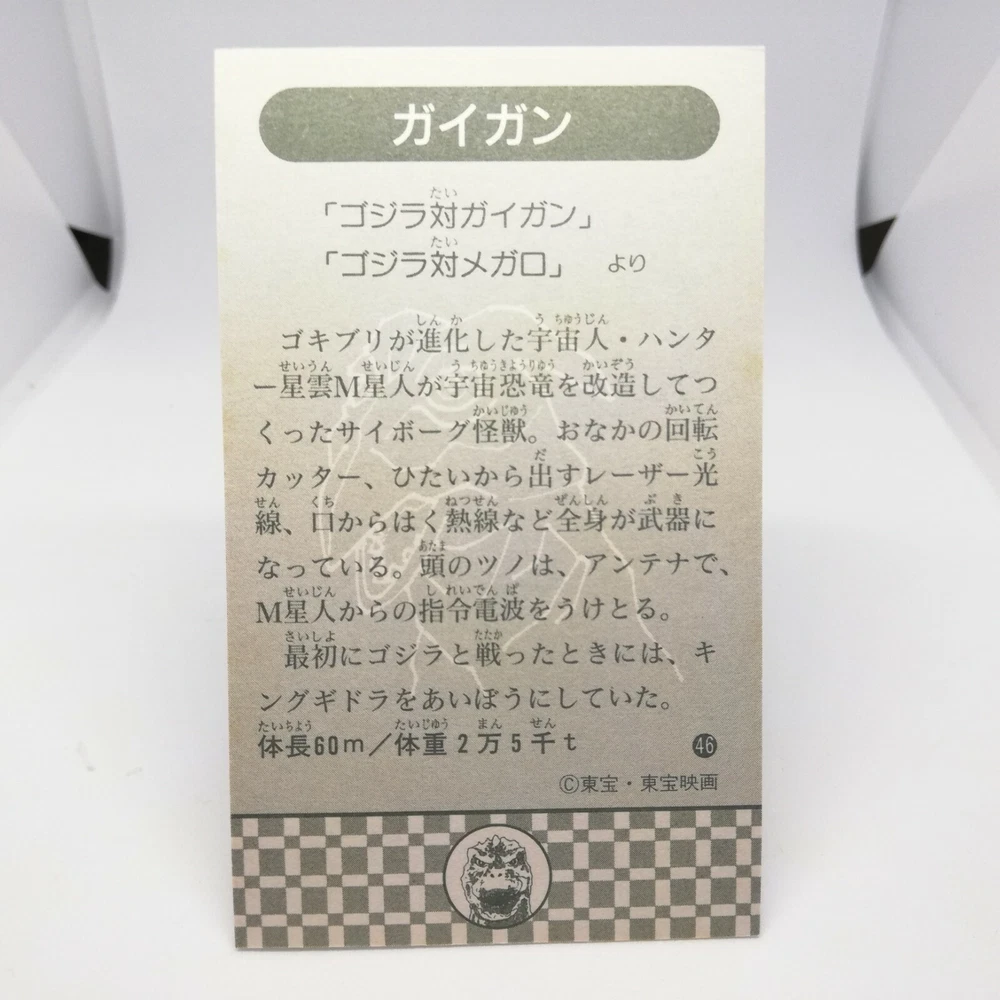 ガイガン
「ゴジラ対ガイガン」
「ゴジラ対メガロ」 より
ゴキブリが進化した宇宙人・ハンタ
ー星雲M星人が宇宙恐竜を改造してつ
くったサイボーグ怪獣。おなかの回転
カッター、ひたいから出すレーザー光
線、口からはく熱線など全身が武器に
なっている。頭のツノは、アンテナで、
M星人からの指令電波をうけとる。
最初にゴジラと戦ったときには、キ
ングギドラをあいぼうにしていた。
体長60m/体重2万5千t
46
©東宝・東宝映画